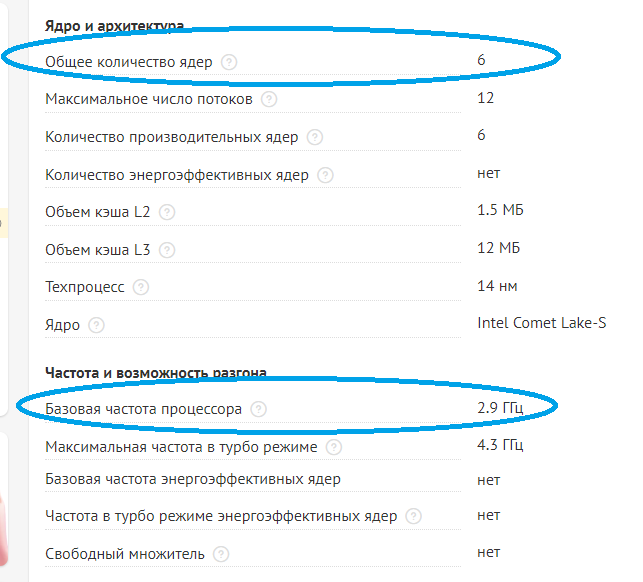 Ядро и архитектура
Общее количество ядер ? 6
Максимальное число потоков ? 12
Количество производительных ядер ? 6
Количество энергоэффективных ядер ? нет
Объем кэша L2 ? 1.5 МБ
Объем кэша L3 ? 12 МБ
Техпроцесс ? 14 нм
Ядро ? Intel Comet Lake-S
Частота и возможность разгона
Базовая частота процессора ? 2.9 ГГц
Максимальная частота в турбо режиме ? 4.3 ГГц
Базовая частота энергоэффективных ядер нет
Частота в турбо режиме энергоэффективных ядер ? нет
Свободный множитель ? нет